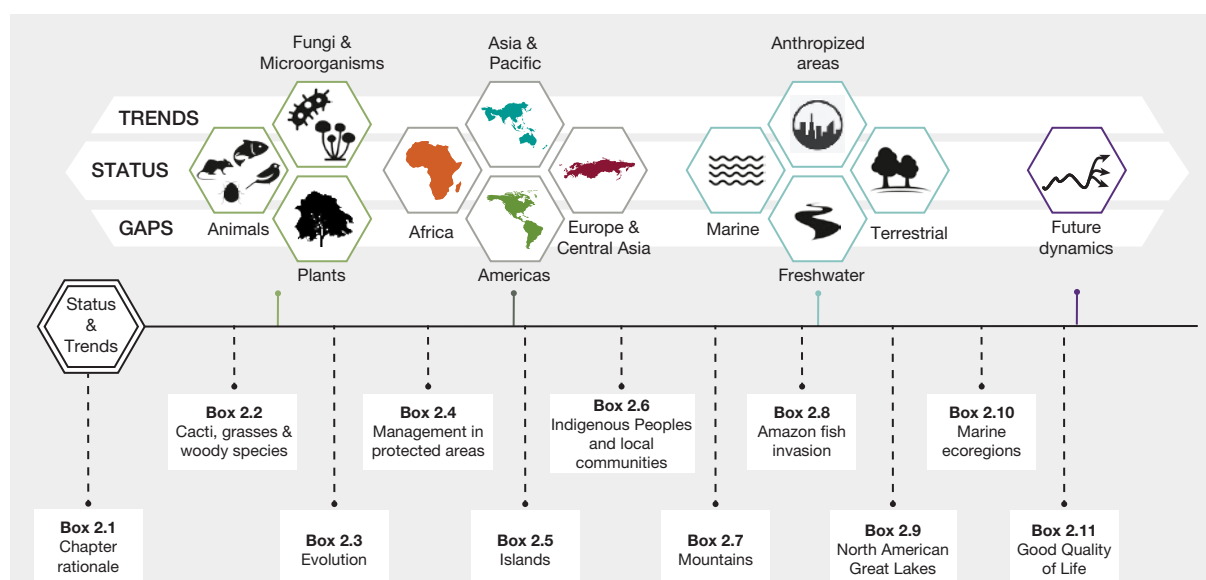 Fungi &
Microorganisms
Asia &
Pacific
Anthropized
areas
TRENDS
STATUS
GAPS
Animals
Plants
Africa
Americas
Europe &
Central Asia
Marine
Freshwater
Terrestrial
Future
dynamics
Status
&
Trends
Box 2.1
Chapter
rationale
Box 2.2
Cacti, grasses &
woody species
Box 2.3
Evolution
Box 2.4
Management in
protected areas
Box 2.5
Islands
Box 2.6
Indigenous Peoples
and local
communities
Box 2.7
Mountains
Box 2.8
Amazon fish
invasion
Box 2.9
North American
Great Lakes
Box 2.10
Marine
ecoregions
Box 2.11
Good Quality
of Life